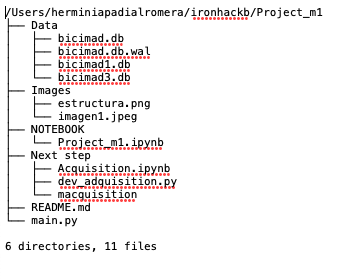 /Users/herminiapadialromera/ironhackb/Project_m1
├── Data
│   ├── bicimad.db
│   ├── bicimad.db.wal
│   ├── bicimad1.db
│   └── bicimad3.db
├── Images
│   ├── estructura.png
│   └── imagen1.jpeg
├── NOTEBOOK
│   └── Project_m1.ipynb
├── Next step
│   ├── Acquisition.ipynb
│   ├── dev_adquisition.py
│   └── macquisition
├── README.md
└── main.py
6 directories, 11 files